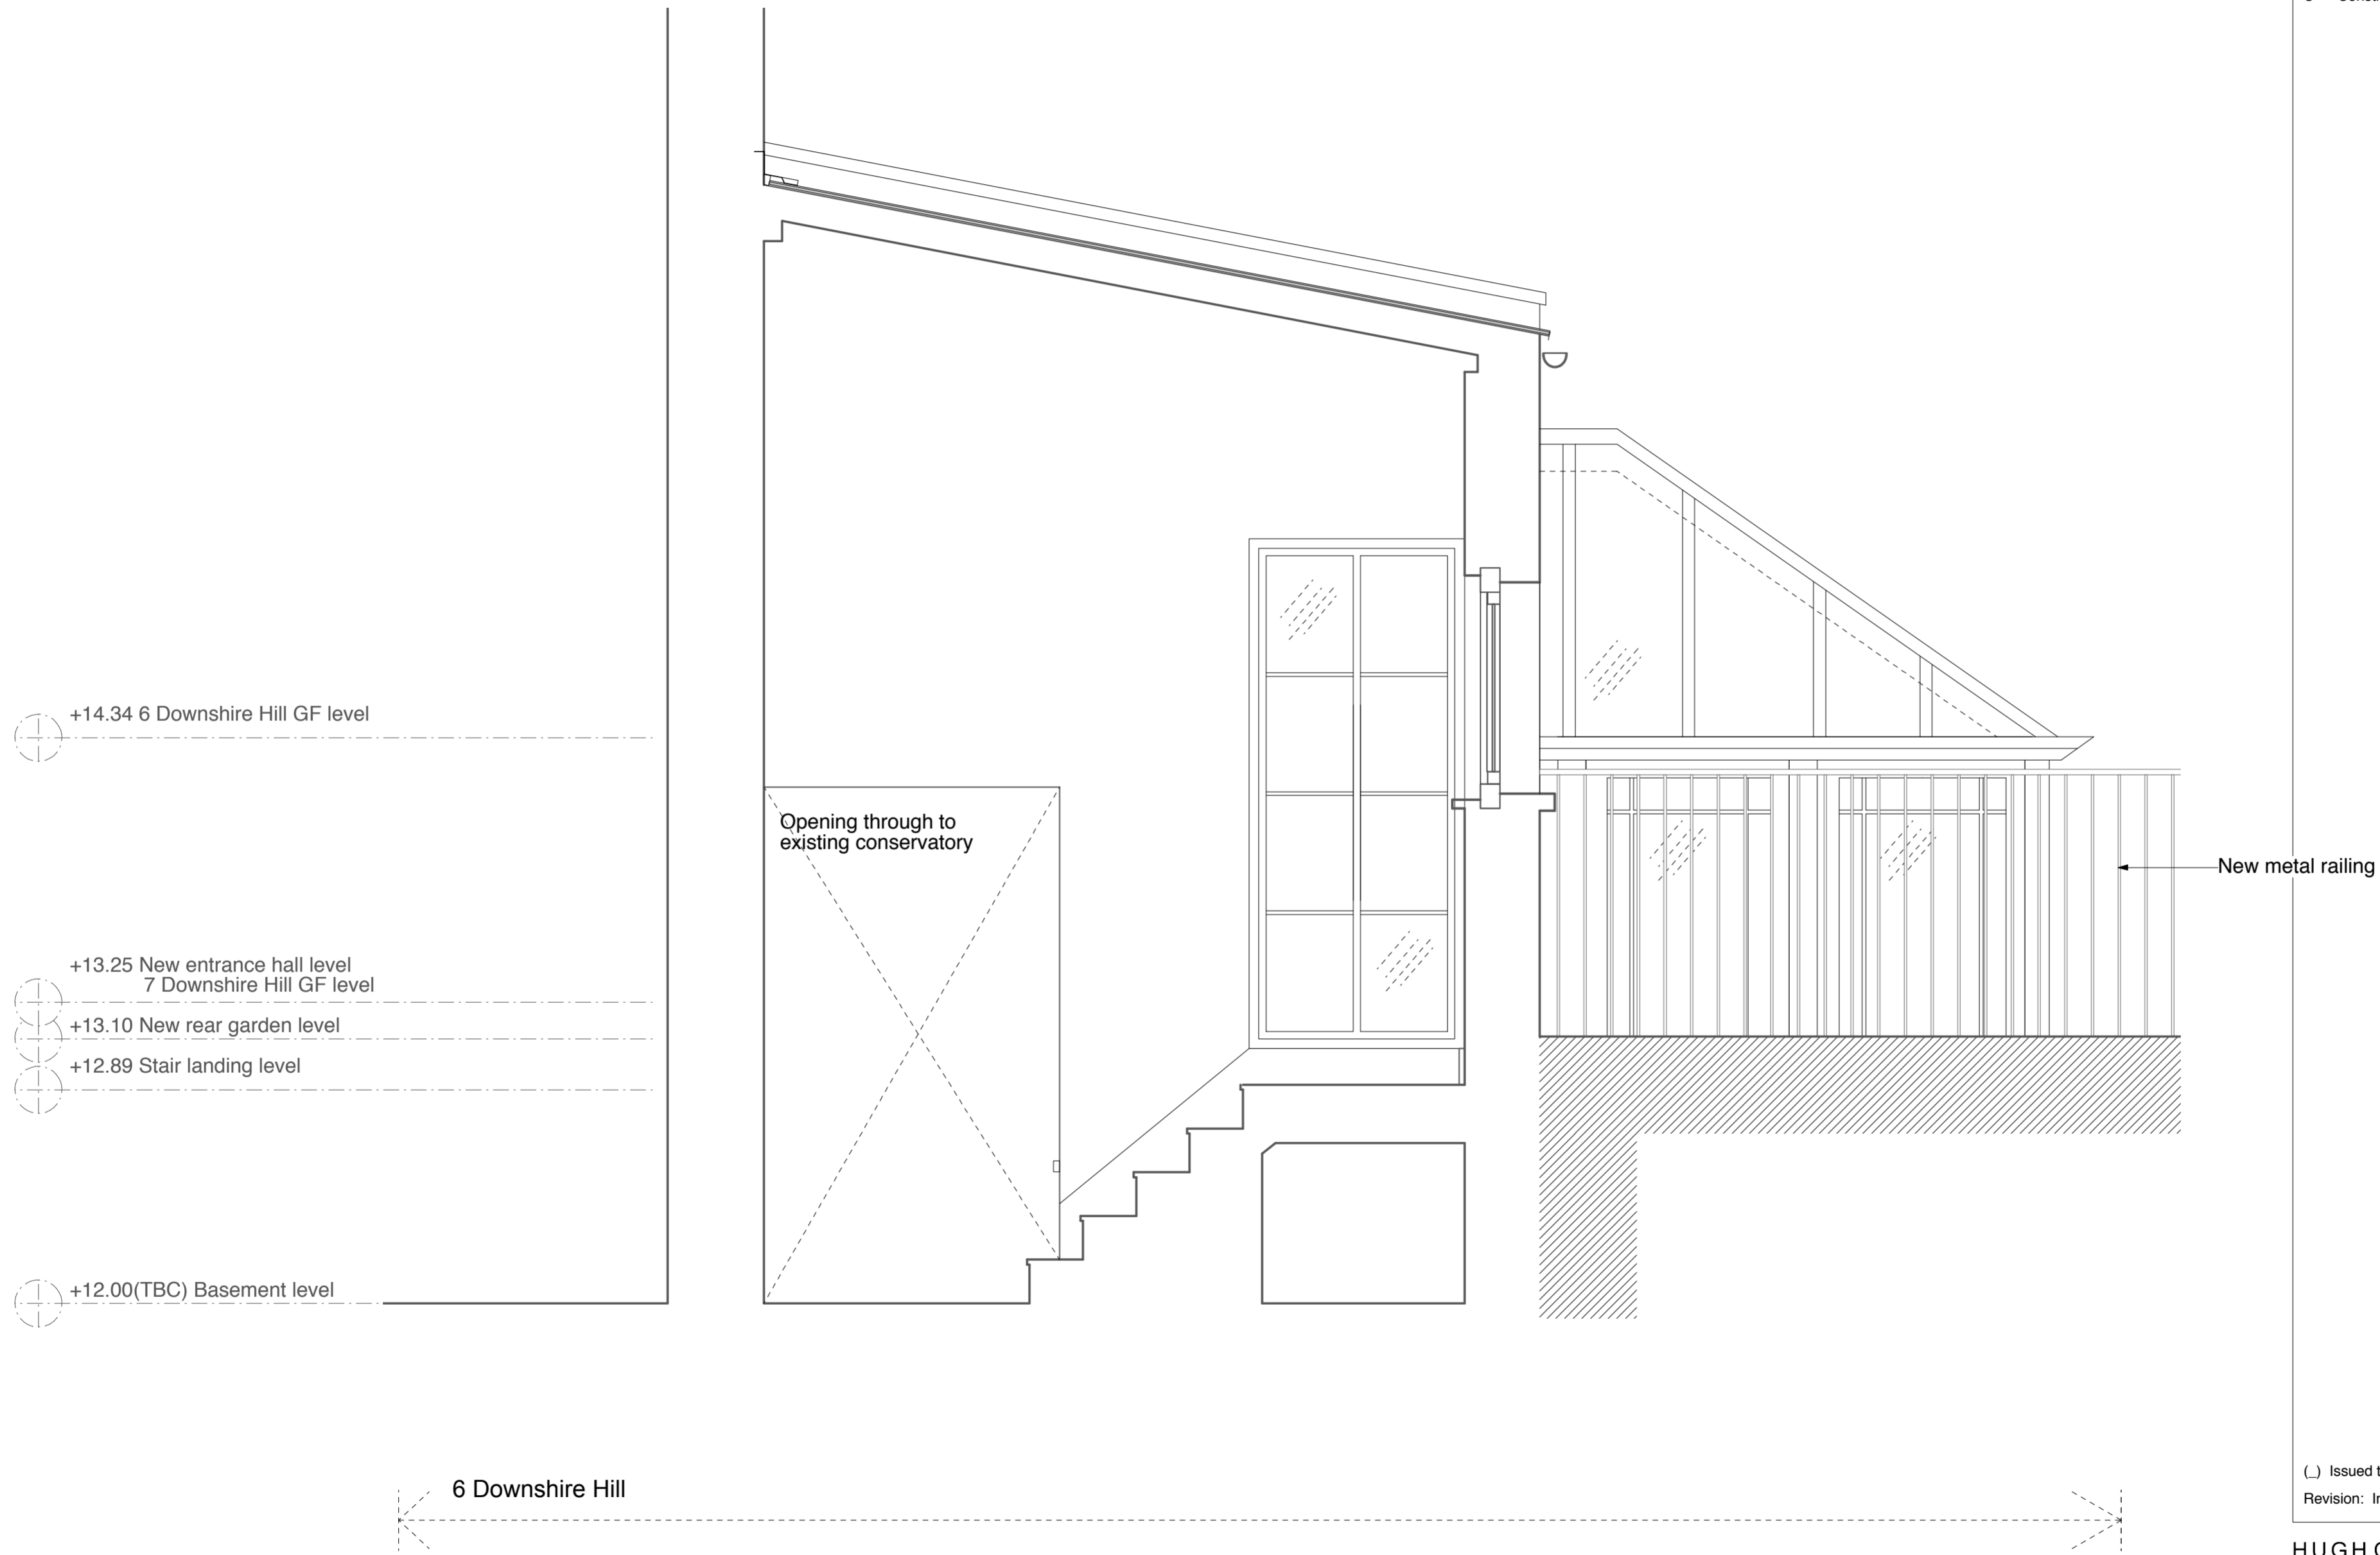 +14.34 6 Downshire Hill GF level
Opening through to
existing conservatory
New metal railing
+13.25 New entrance hall level
7 Downshire Hill GF level
+13.10 New rear garden level
+12.89 Stair landing level
+12.00(TBC) Basement level
6 Downshire Hill
(_) Issued
Revision: